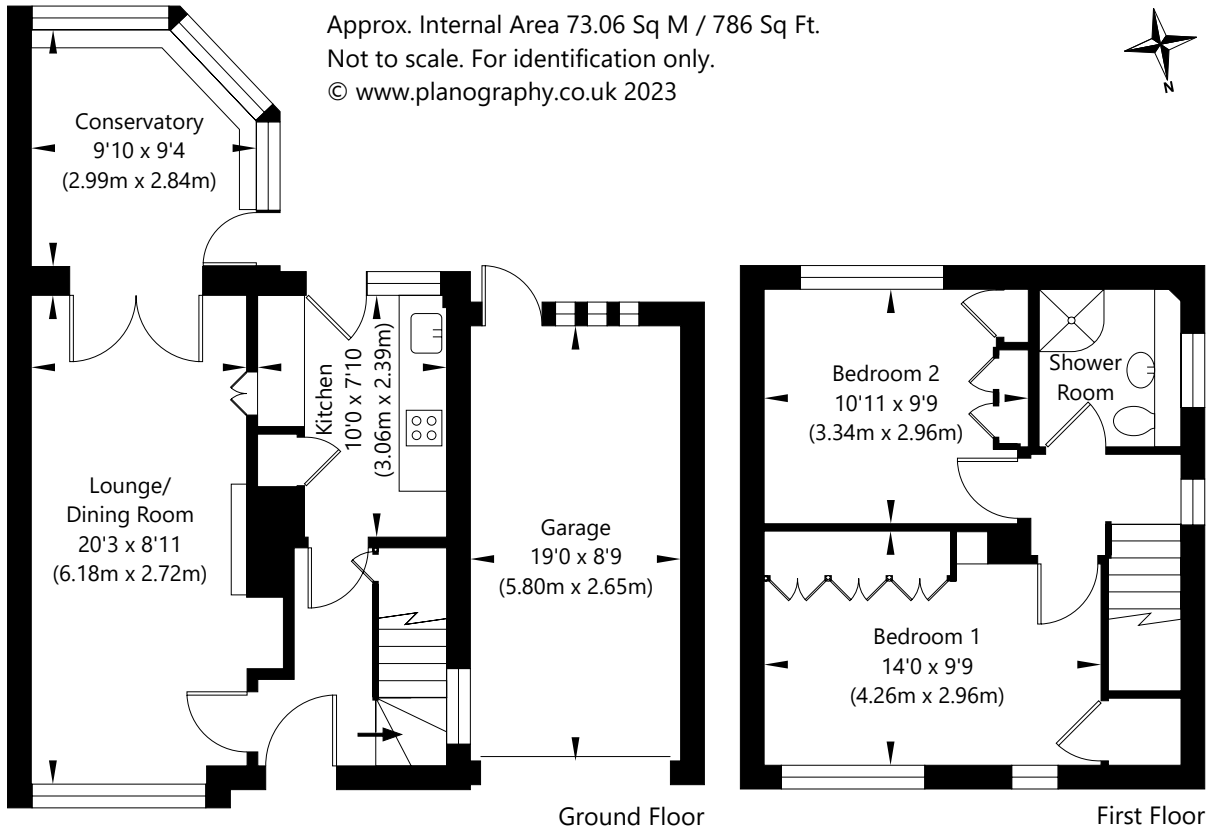 Approx. Internal Area 73.06 Sq M / 786 Sq Ft.
Not to scale. For identification only.
© www.planography.co.uk 2023
N
Conservatory
9'10 x 9'4
(2.99m x 2.84m)
Kitchen
10'0 x 7'10
(3.06m x 2.39m)
Lounge/
Dining Room
20'3 x 8'11
(6.18m x 2.72m)
Garage
19'0 x 8'9
(5.80m x 2.65m)
Ground Floor
Bedroom 2
10'11 x 9'9
(3.34m x 2.96m)
Shower
Room
Bedroom 1
14'0 x 9'9
(4.26m x 2.96m)
First Floor